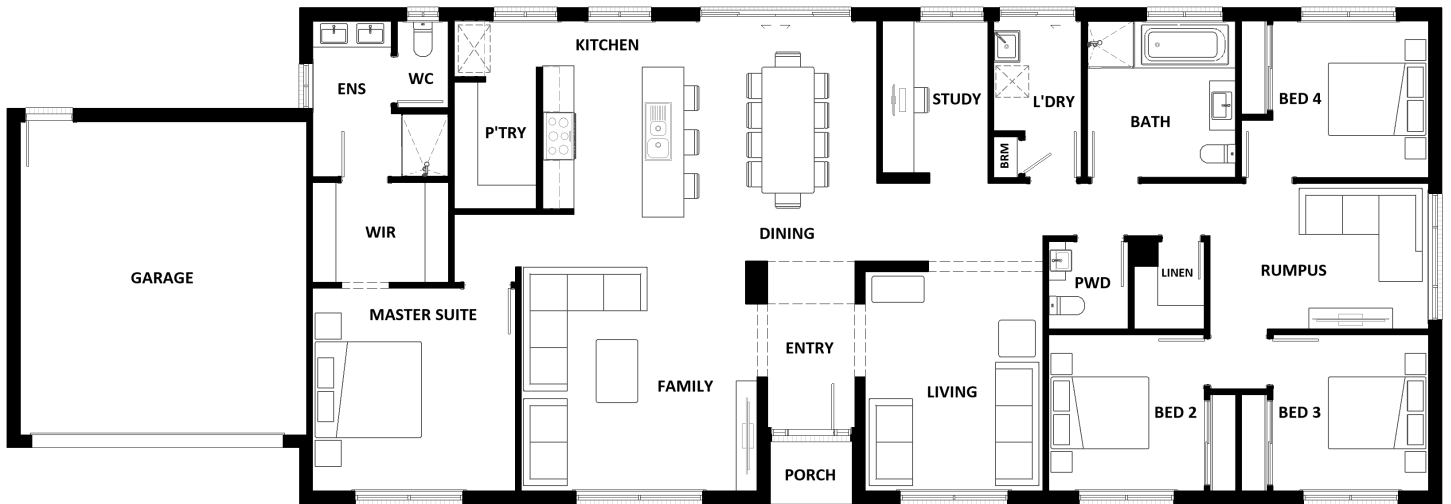 KITCHEN
WC
ENS
P'TRY
STUDY
L'DRY
BRM
BATH
BED 4
WIR
DINING
GARAGE
MASTER SUITE
PWD
LINEN
RUMPUS
ENTRY
FAMILY
LIVING
BED 2
BED 3
PORCH